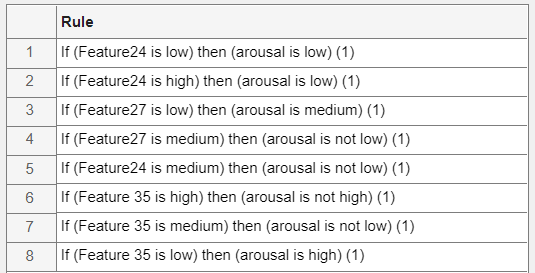 Rule
1 If (Feature24 is low) then (arousal is low) (1)
2 If (Feature24 is high) then (arousal is low) (1)
3 If (Feature27 is low) then (arousal is medium) (1)
4 If (Feature27 is medium) then (arousal is not low) (1)
5 If (Feature24 is medium) then (arousal is not low) (1)
6 If (Feature 35 is high) then (arousal is not high) (1)
7 If (Feature 35 is medium) then (arousal is not low) (1)
8 If (Feature 35 is low) then (arousal is high) (1)